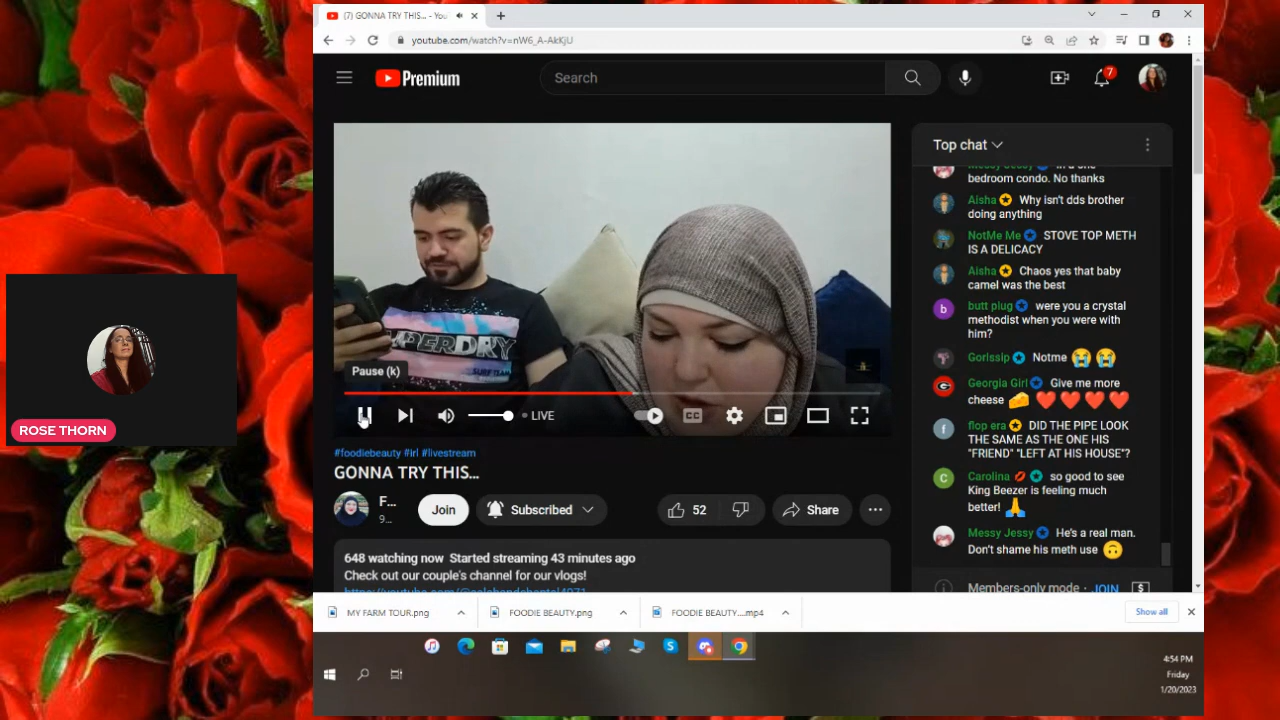 (7) GONNA TRY THIS... - You
youtube.com/watch?v=nW6_A-AkKjU
Premium
Search
7
Top chat
bedroom condo. No thanks
Aisha Why isn't dds brother
doing anything
NotMe Me STOVE TOP METH
IS A DELICACY
Aisha Chaos yes that baby
camel was the best
butt plug were you a crystal
methodist when you were with
him?
Gorlssip Notme
Georgia Girl Give me more
cheese
flop era DID THE PIPE LOOK
THE SAME AS THE ONE HIS
"FRIEND" "LEFT AT HIS HOUSE"?
Carolina so good to see
King Beezer is feeling much
better!
Messy Jessy He's a real man.
Don't shame his meth use
Members-only mode JOIN
PERDRY
SURF TEAM
Pause (k)
LIVE
CC
#foodiebeauty #irl #livestream
GONNA TRY THIS...
F...
9...
Join
Subscribed
52
Share
648 watching now Started streaming 43 minutes ago
Check out our couple's channel for our vlogs!
ROSE THORN
MY FARM TOUR.png
FOODIE BEAUTY.png
FOODIE BEAUTY....mp4
Show all
4:54 PM
Friday
1/20/2023